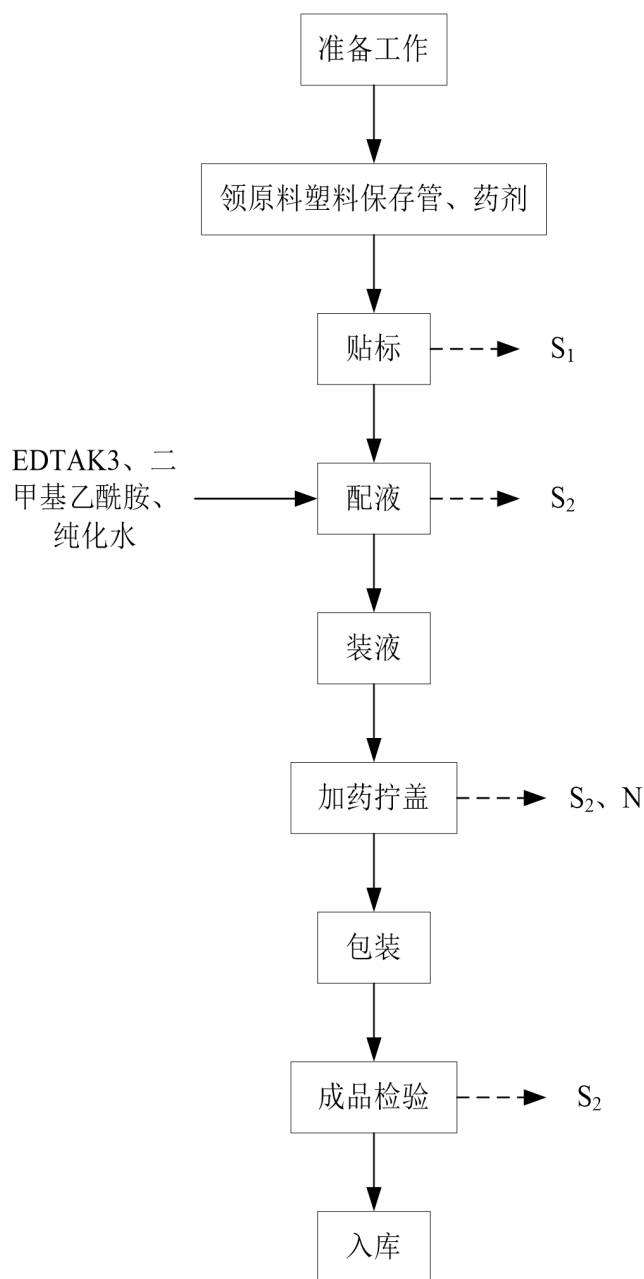 准备工作
领原料塑料保存管、药剂
贴标
S₁
EDTAK3、二
甲基乙酰胺、
纯化水
配液
S₂
装液
加药拧盖
S₂、N
包装
成品检验
S₂
入库